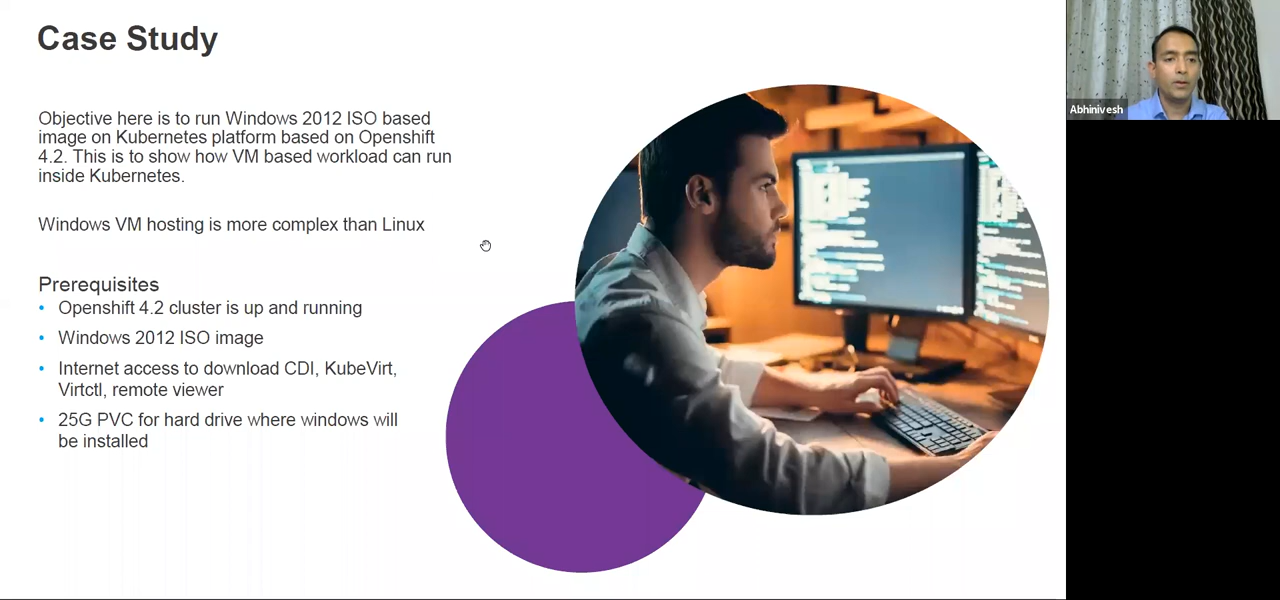 Case Study
Objective here is to run Windows 2012 ISO based
image on Kubernetes platform based on Openshift
4.2. This is to show how VM based workload can run
inside Kubernetes.
Windows VM hosting is more complex than Linux
Prerequisites
• Openshift 4.2 cluster is up and running
• Windows 2012 ISO image
• Internet access to download CDI, KubeVirt,
Virtctl, remote viewer
• 25G PVC for hard drive where windows will
be installed
Abhinivesh